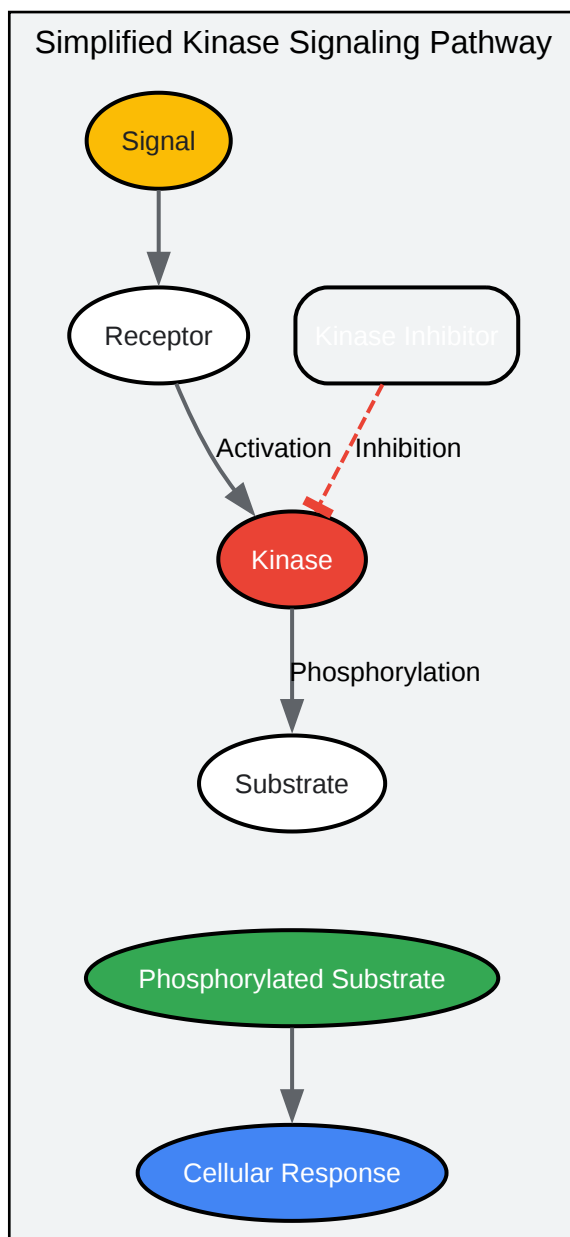 Simplified Kinase Signaling Pathway
Signal
Receptor
Kinase Inhibitor
Activation
Inhibition
Kinase
Phosphorylation
Substrate
Phosphorylated Substrate
Cellular Response